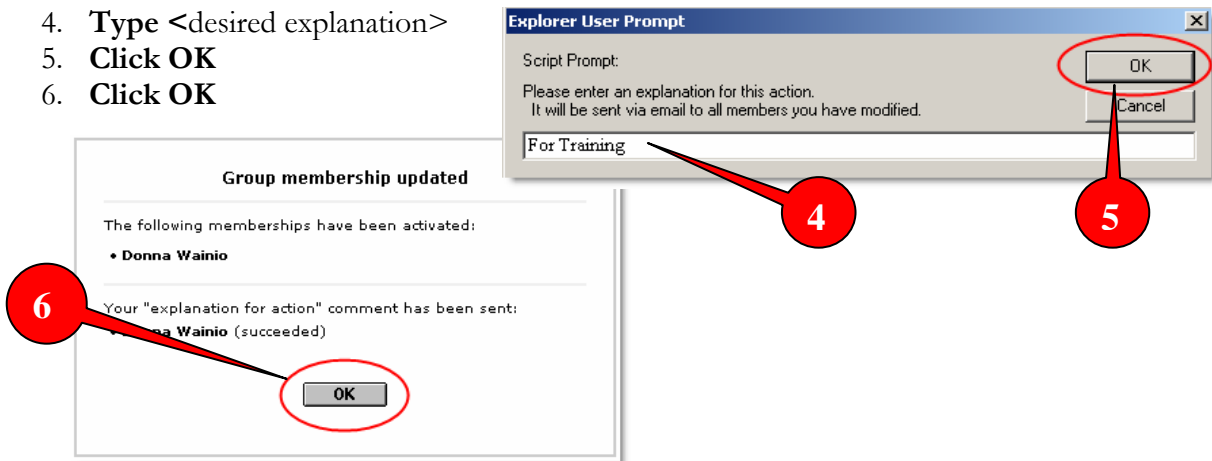 4. Type <desired explanation>
5. Click OK
6. Click OK
Explorer User Prompt
Script Prompt:
OK
Please enter an explanation for this action.
It will be sent via email to all members you have modified.
Cancel
For Training
4
5
Group membership updated
The following memberships have been activated:
• Donna Wainio
6
Your "explanation for action" comment has been sent:
Wainio (succeeded)
OK